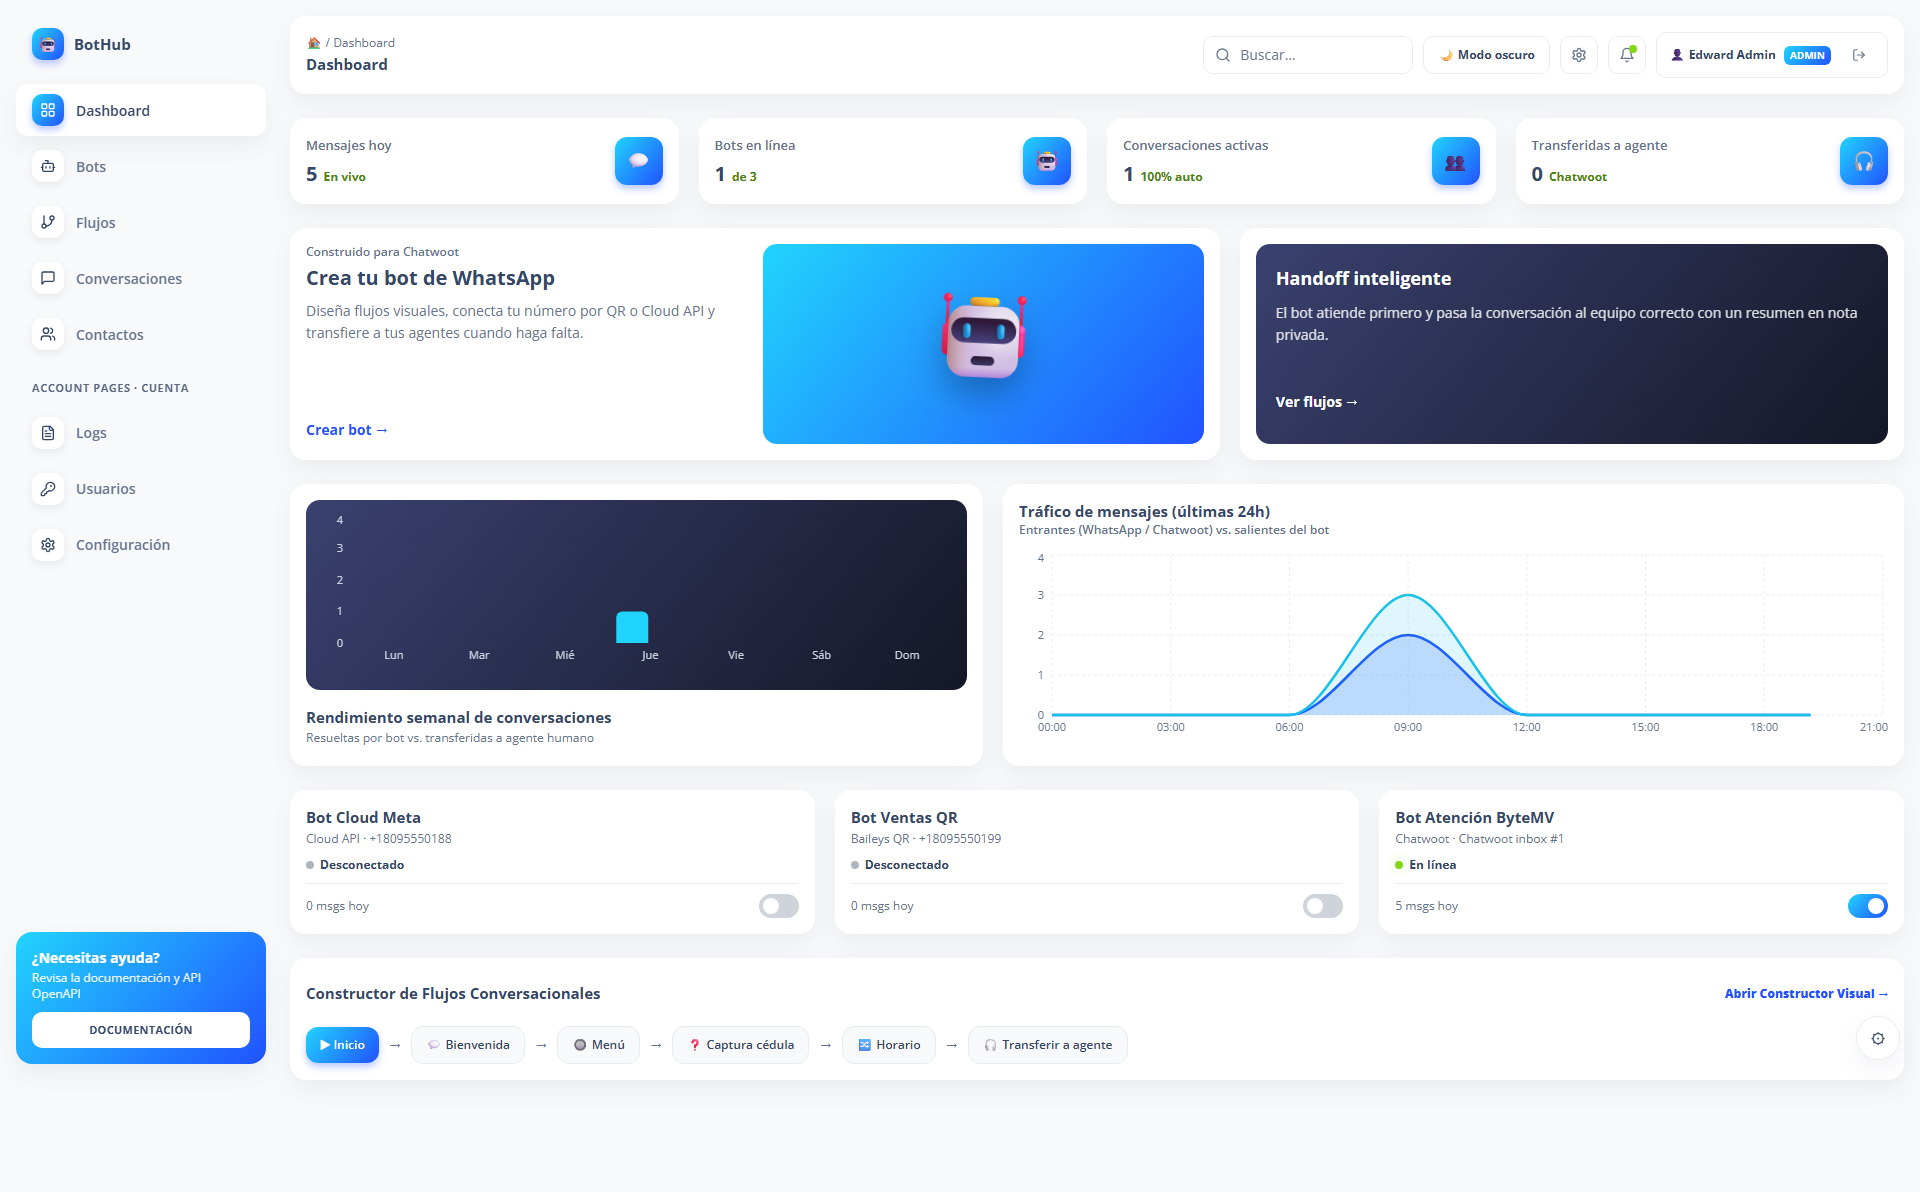 BotHub
Dashboard
Bots
Flujos
Conversaciones
Contactos
ACCOUNT PAGES · CUENTA
Logs
Usuarios
Configuración
¿Necesitas ayuda?
Revisa la documentación y API
OpenAPI
DOCUMENTACIÓN
/ Dashboard
Dashboard
Buscar...
Modo oscuro
Edward Admin ADMIN
Mensajes hoy
5 En vivo
Bots en línea
1 de 3
Conversaciones activas
1 100% auto
Transferidas a agente
0 Chatwoot
Construido para Chatwoot
Crea tu bot de WhatsApp
Diseña flujos visuales, conecta tu número por QR o Cloud API y
transfiere a tus agentes cuando haga falta.
Crear bot →
Handoff inteligente
El bot atiende primero y pasa la conversación al equipo correcto con un resumen en nota
privada.
Ver flujos →
4
3
2
1
0
Lun Mar Mié Jue Vie Sáb Dom
Rendimiento semanal de conversaciones
Resueltas por bot vs. transferidas a agente humano
Tráfico de mensajes (últimas 24h)
Entrantes (WhatsApp / Chatwoot) vs. salientes del bot
4
3
2
1
0
00:00 03:00 06:00 09:00 12:00 15:00 18:00 21:00
Bot Cloud Meta
Cloud API · +18095550188
Desconectado
0 msgs hoy
Bot Ventas QR
Baileys QR · +18095550199
Desconectado
0 msgs hoy
Bot Atención ByteMV
Chatwoot · Chatwoot inbox #1
En línea
5 msgs hoy
Constructor de Flujos Conversacionales
Abrir Constructor Visual →
▶ Inicio → Bienvenida → Menú → Captura cédula → Horario → Transferir a agente